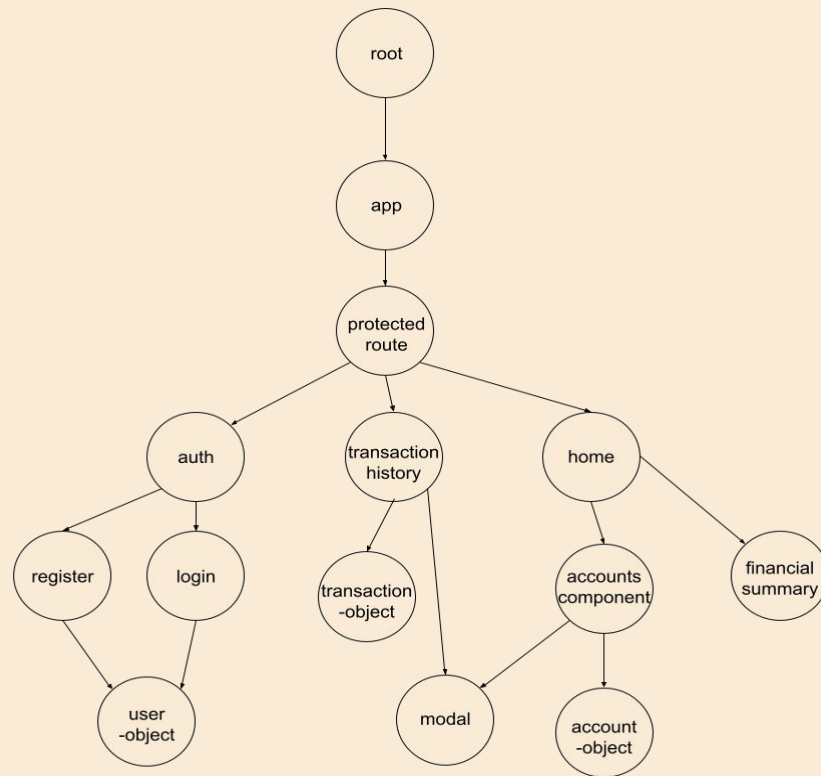 root
app
protected
route
auth
transaction
history
home
register
login
transaction
-object
accounts
component
financial
summary
user
-object
modal
account
-object